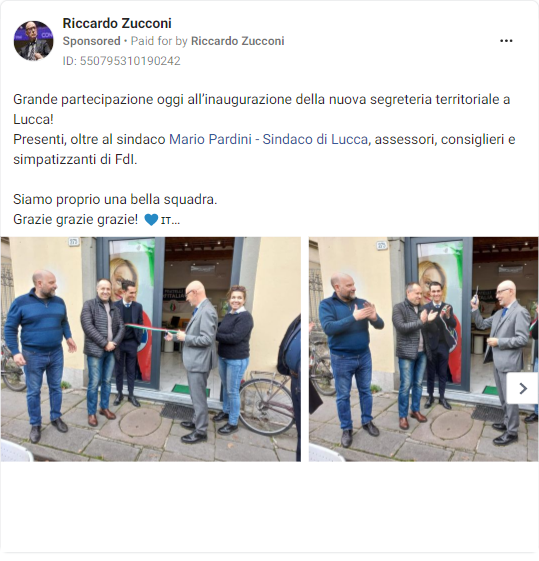 Riccardo Zucconi
Sponsored • Paid for by Riccardo Zucconi
ID: 550795310190242
Grande partecipazione oggi all'inaugurazione della nuova segreteria territoriale a
Lucca!
Presenti, oltre al sindaco Mario Pardini - Sindaco di Lucca, assessori, consiglieri e
simpatizzanti di FdI.
Siamo proprio una bella squadra.
Grazie grazie grazie! 💙 IT...